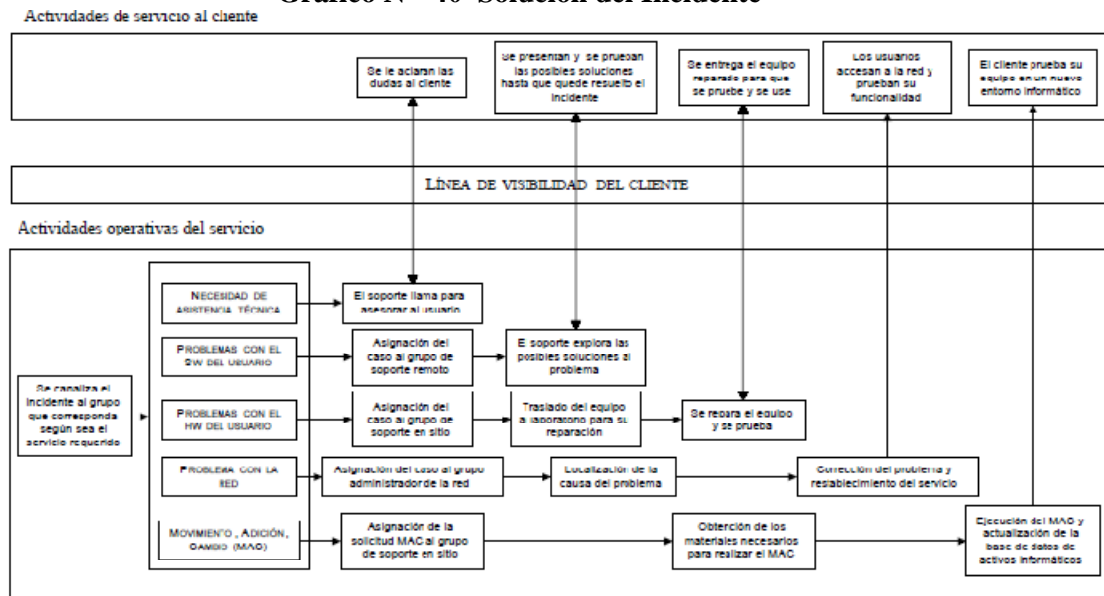 Gráfico N° 40 Solución del Incidente
Actividades de servicio al cliente
Se le aclaran las
dudas al cliente
Se presentan y se prueban
las posibles soluciones
hasta que quede resuelto el
incidente
Se entrega el equipo
reparado para que
se pruebe y se use
Los usuarios
accesan a la red y
prueban su
funcionalidad
El cliente prueba su
equipo en un nuevo
entorno informático
LÍNEA DE VISIBILIDAD DEL CLIENTE
Actividades operativas del servicio
Se canaliza el
incidente al grupo
que corresponda
según sea el
servicio requerido
NECESIDAD DE
ASISTENCIA TÉCNICA
El soporte llama para
asesorar al usuario
PROBLEMAS CON EL
SW DEL USUARIO
Asignación del
caso al grupo de
soporte remoto
E soporte explora las
posibles soluciones al
problema
PROBLEMAS CON EL
HW DEL USUARIO
Asignación del
caso al grupo de
soporte en sitio
Traslado del equipo
a laboratorio para su
reparación
Se repara el equipo
y se prueba
PROBLEMA CON LA
RED
Asignación del caso al grupo
administrador de la red
Localización de la
causa del problema
Corrección del problema y
restablecimiento del servicio
MOVIMIENTO , ADICIÓN,
CAMBIO (MAC)
Asignación de la
solicitud MAC al grupo
de soporte en sitio
Obtención de los
materiales necesarios
para realizar el MAC
Ejecución del MAC y
actualización de la
base de datos de
activos informáticos